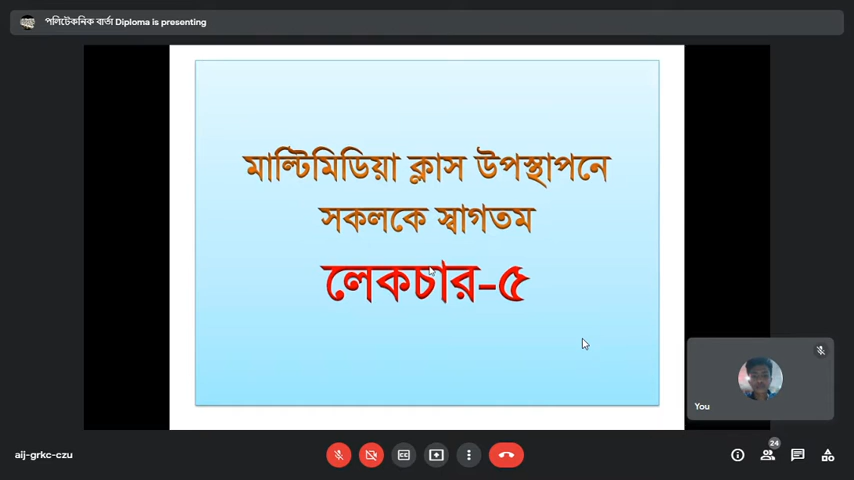 পলিটেকনিক বার্তা Diploma is presenting
মাল্টিমিডিয়া ক্লাস উপস্থাপনে
সকলকে স্বাগতম
লেকচার-৫
You
24
aij-grkc-czu